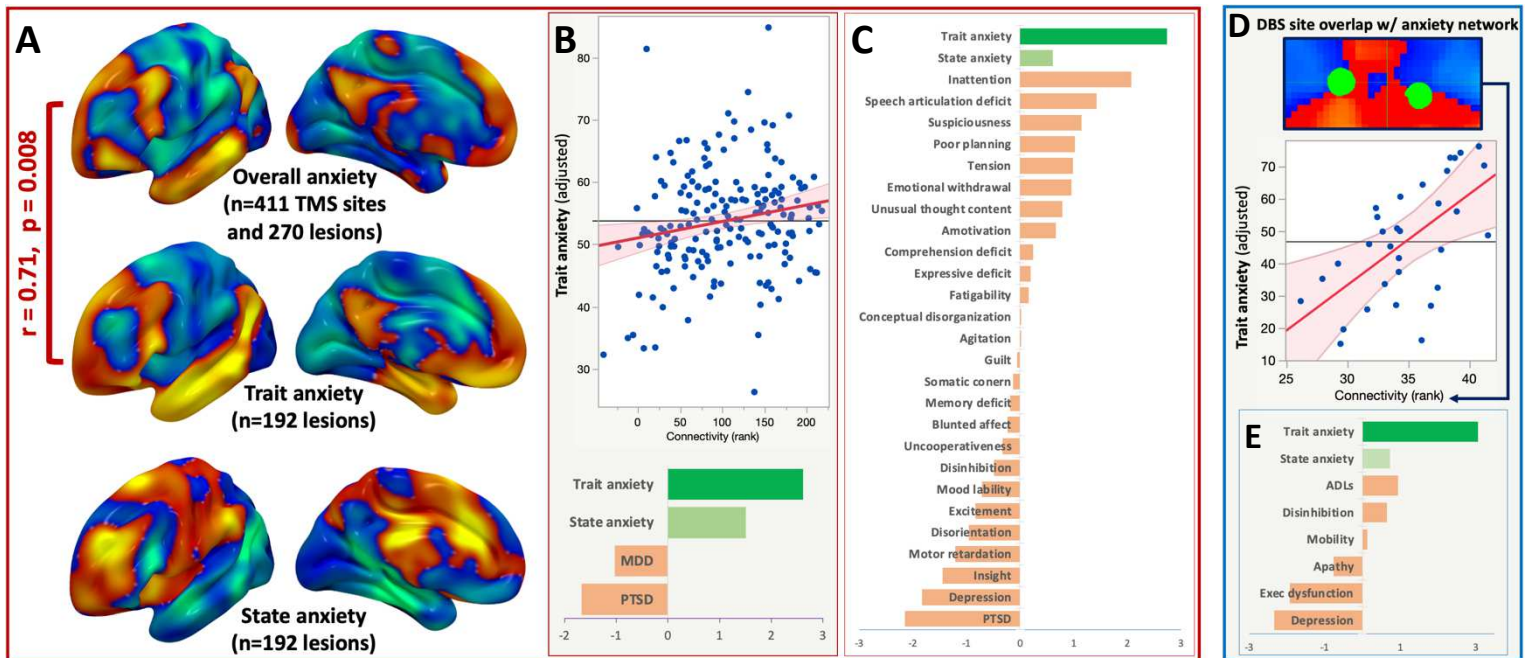 A
r = 0.71, p = 0.008
Overall anxiety
(n=411 TMS sites
and 270 lesions)
Trait anxiety
(n=192 lesions)
State anxiety
(n=192 lesions)
B
Trait anxiety (adjusted)
80
70
60
50
40
30
0
50
100
150
200
Connectivity (rank)
Trait anxiety
State anxiety
MDD
PTSD
-2
-1
0
1
2
3
C
Trait anxiety
State anxiety
Inattention
Speech articulation deficit
Suspiciousness
Poor planning
Tension
Emotional withdrawal
Unusual thought content
Amotivation
Comprehension deficit
Expressive deficit
Fatigability
Conceptual disorganization
Agitation
Guilt
Somatic conern
Memory deficit
Blunted affect
Uncooperativeness
Disinhibition
Mood lability
Excitement
Disorientation
Motor retardation
Insight
Depression
PTSD
-2
-1
0
1
2
3
D
DBS site overlap w/ anxiety network
Trait anxiety (adjusted)
70
60
50
40
30
20
10
25
30
35
40
Connectivity (rank)
E
Trait anxiety
State anxiety
ADLs
Disinhibition
Mobility
Apathy
Exec dysfunction
Depression
-3
-1
1
3